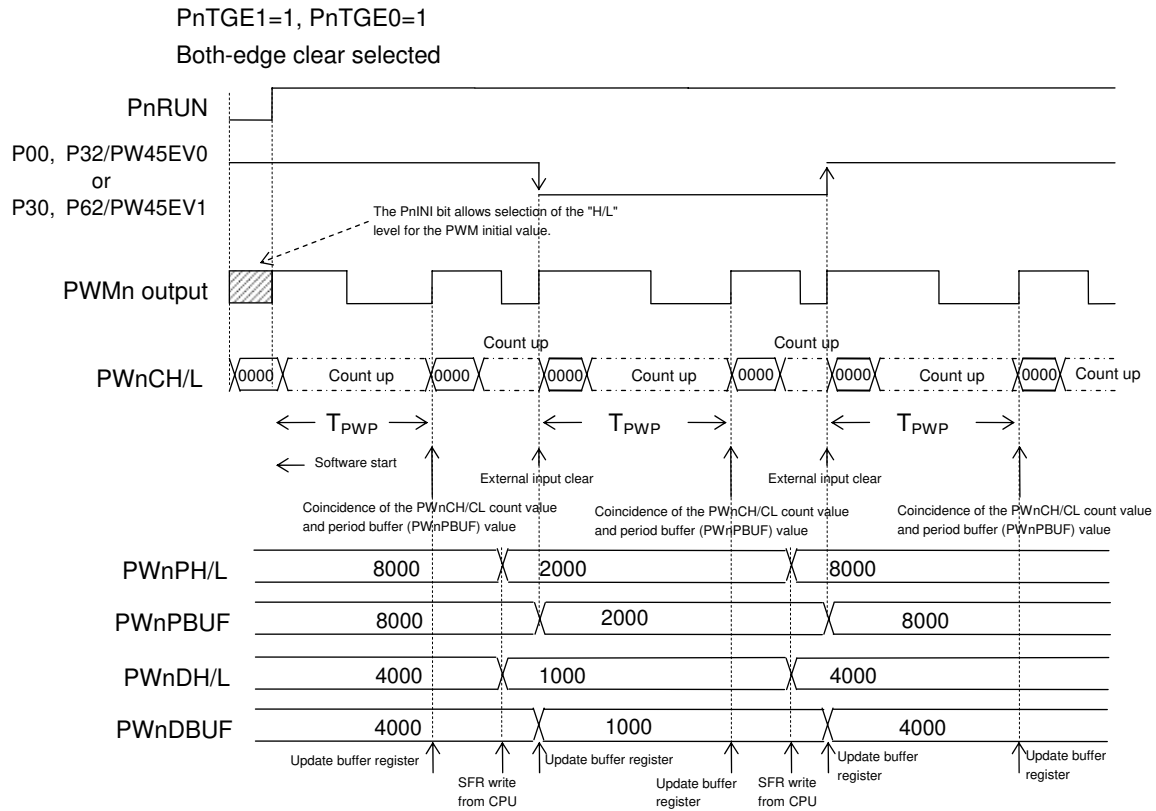 PnTGE1=1, PnTGE0=1
Both-edge clear selected
PnRUN
P00, P32/PW45EV0
or
P30, P62/PW45EV1
The PnINI bit allows selection of the "H/L"
level for the PWM initial value.
PWMn output
Count up
Count up
PWnCH/L
0000
Count up
0000
0000
Count up
0000
0000
Count up
0000
Count up
TPWP
TPWP
TPWP
Software start
External input clear
External input clear
Coincidence of the PWnCH/CL count value
and period buffer (PWnPBUF) value
Coincidence of the PWnCH/CL count value
and period buffer (PWnPBUF) value
Coincidence of the PWnCH/CL count value
and period buffer (PWnPBUF) value
PWnPH/L
8000
2000
8000
PWnPBUF
8000
2000
8000
PWnDH/L
4000
1000
4000
PWnDBUF
4000
1000
4000
Update buffer register
SFR write
from CPU
Update buffer register
Update buffer
register
SFR write
from CPU
Update buffer
register
Update buffer
register